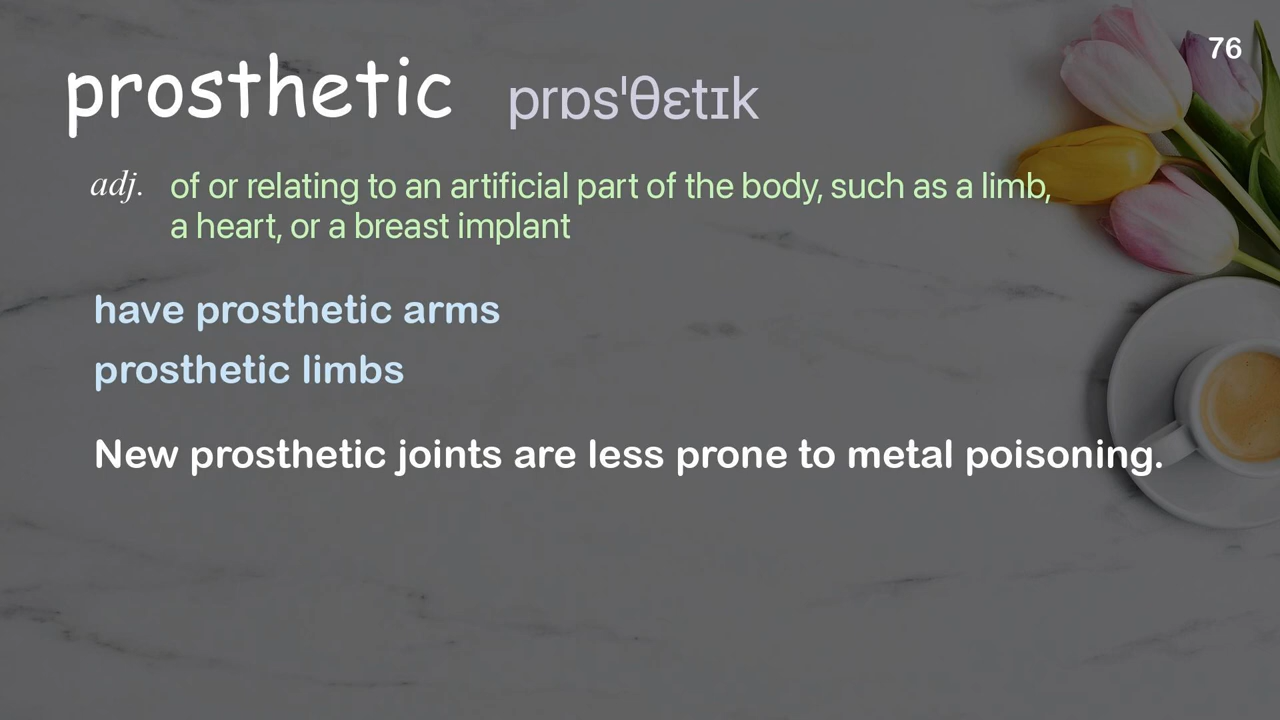 76
prosthetic prɒsˈθɛtɪk
adj. of or relating to an artificial part of the body, such as a limb,
a heart, or a breast implant
have prosthetic arms
prosthetic limbs
New prosthetic joints are less prone to metal poisoning.